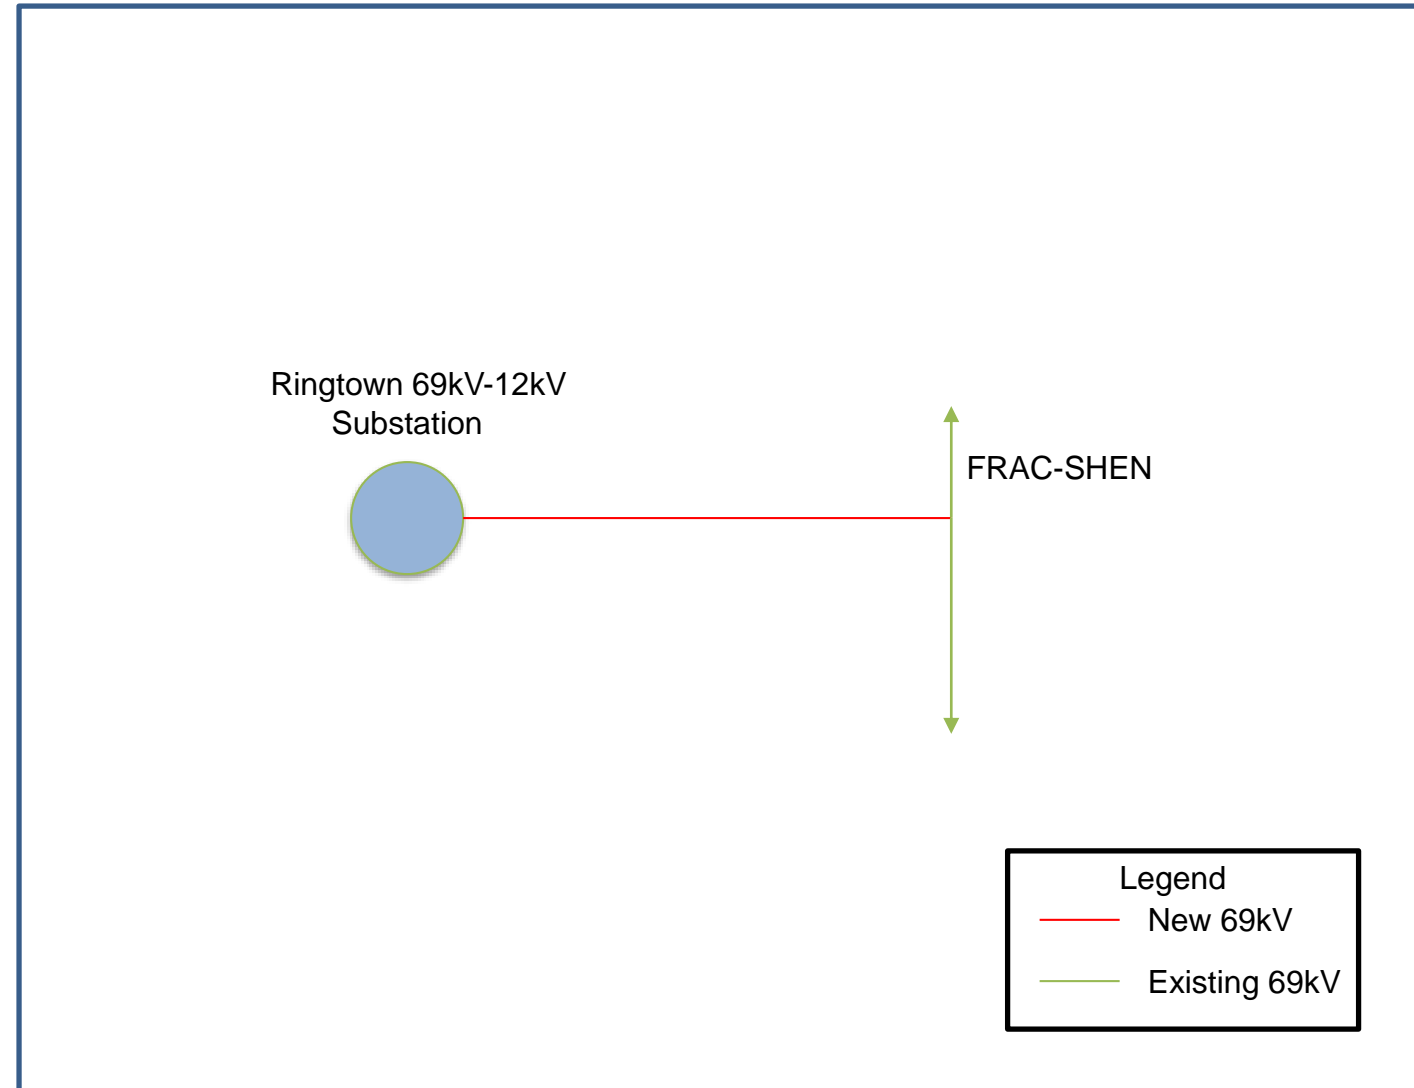 Ringtown 69kV-12kV
Substation
FRAC-SHEN
Legend
New 69kV
Existing 69kV